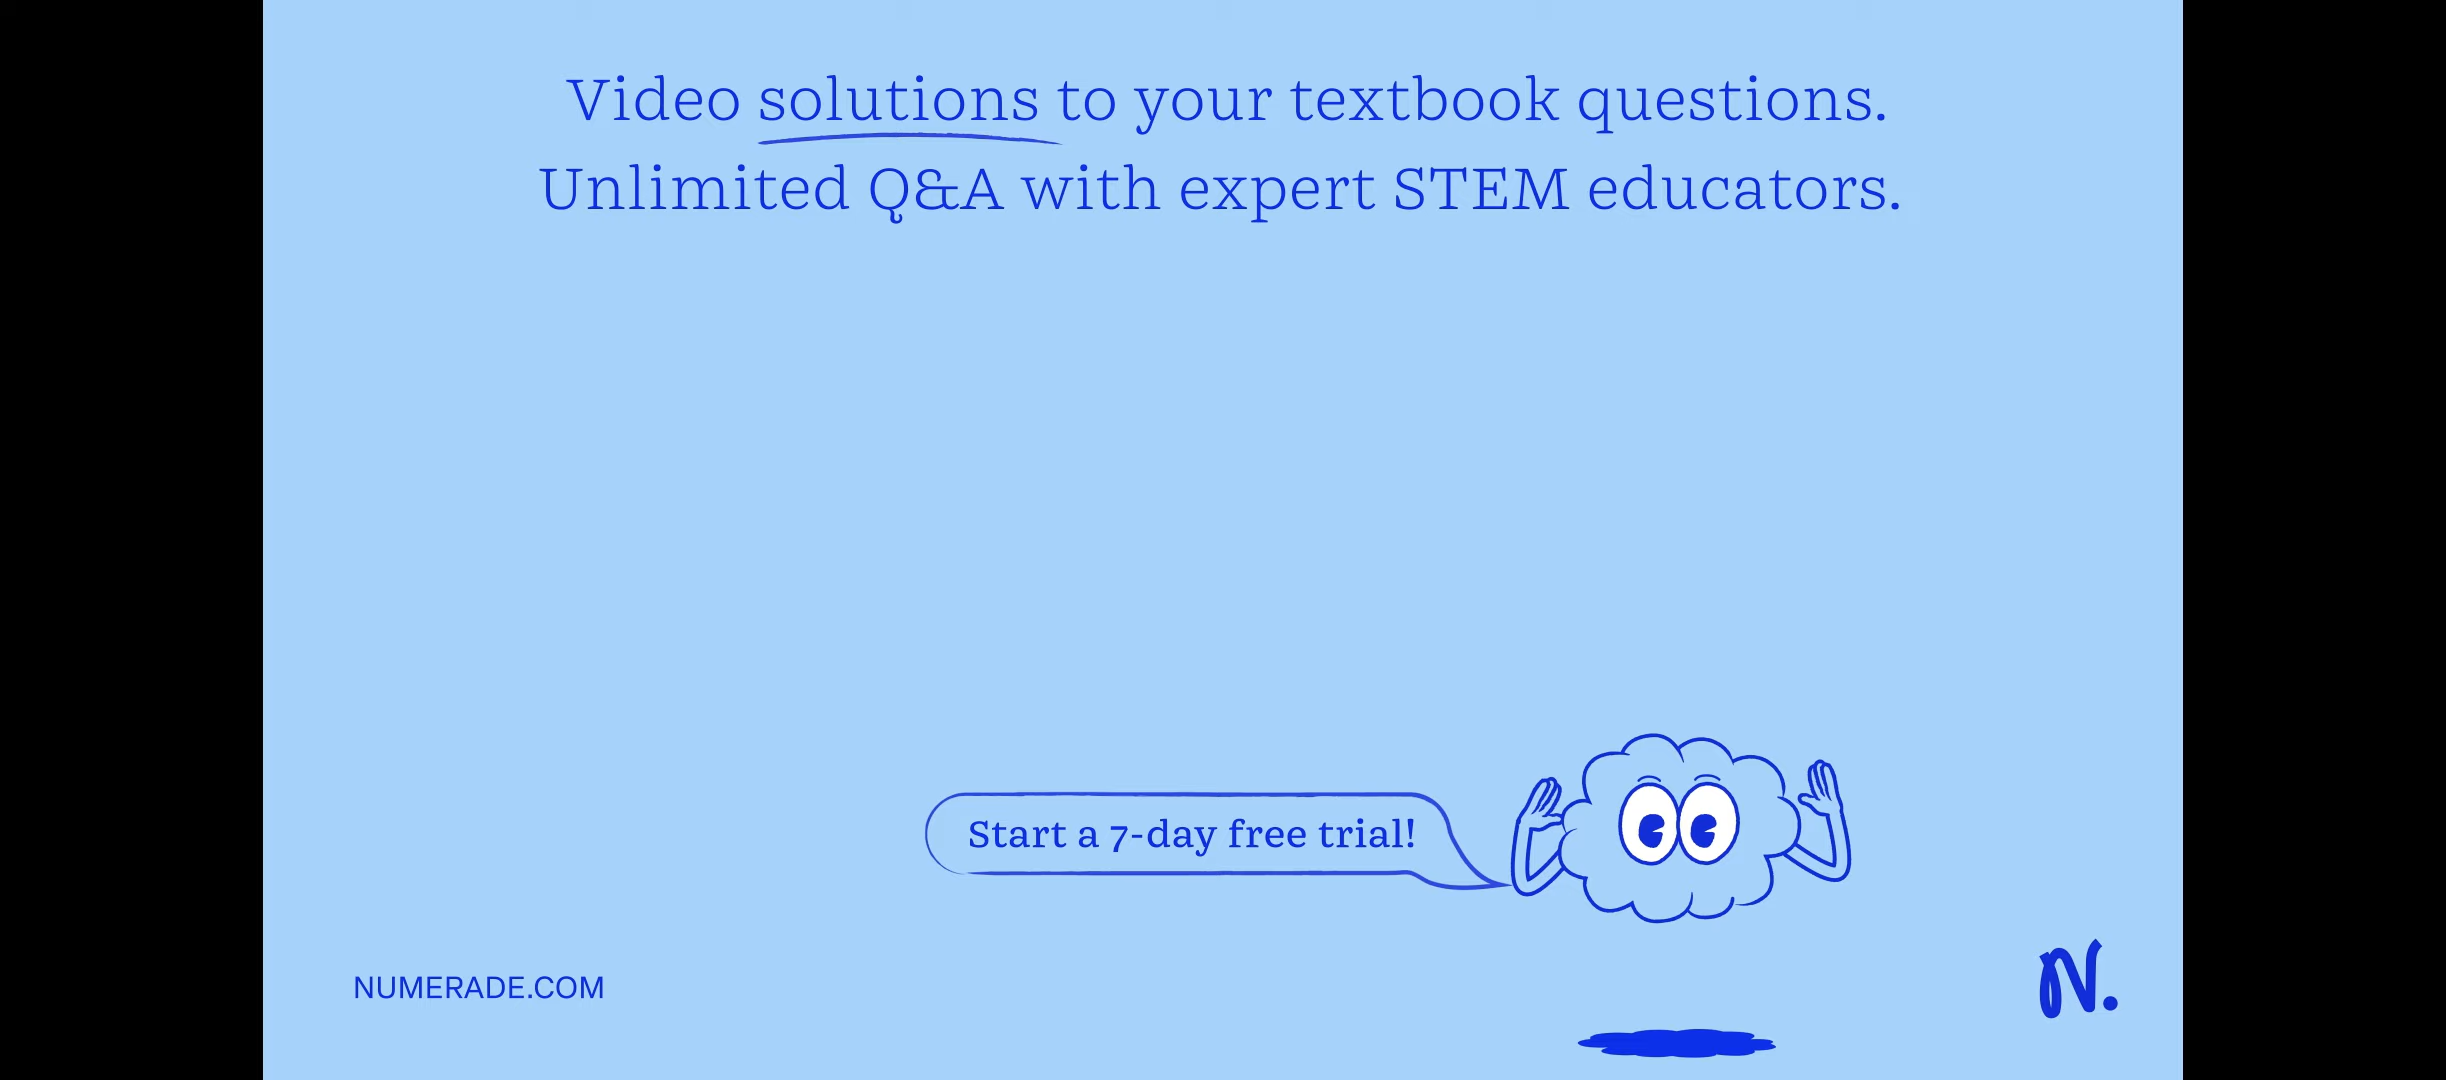 Video solutions to your textbook questions.
Unlimited Q&A with expert STEM educators.
Start a 7-day free trial!
NUMERADE.COM
N.